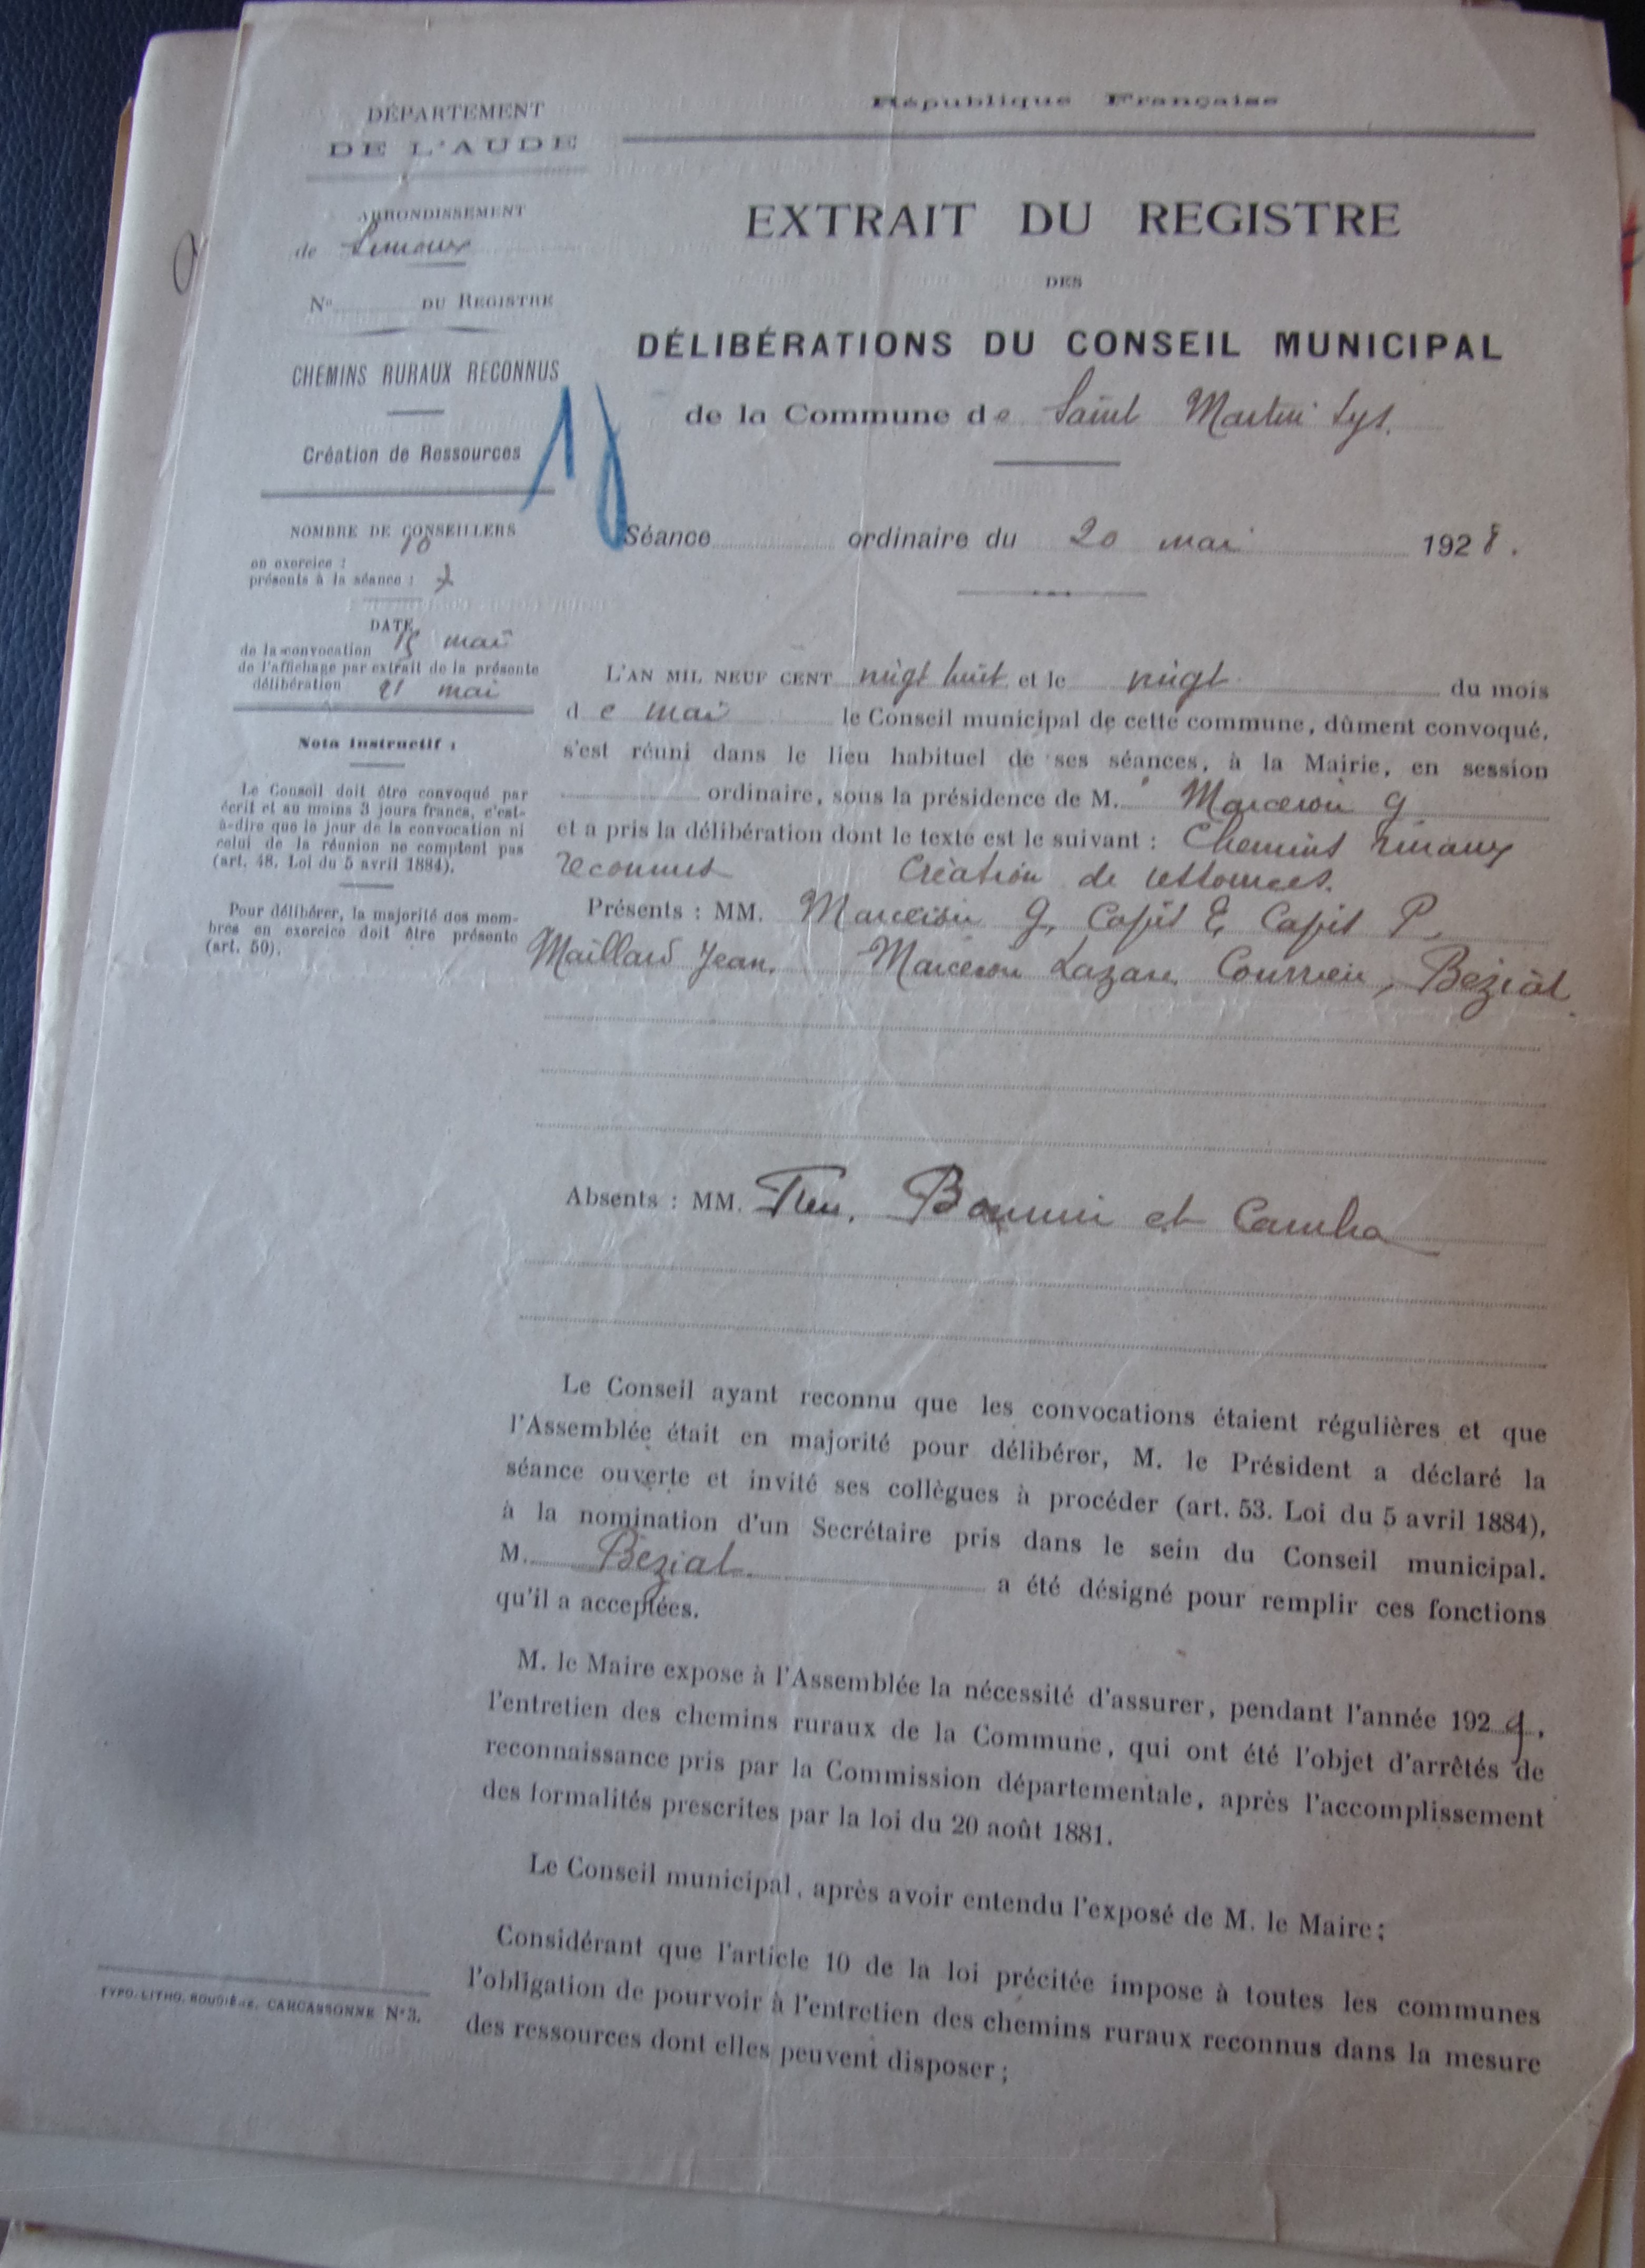 DÉPARTEMENT
DE L'AUDE
ARRONDISSEMENT
de Limoux
N° DU REGISTRE
CHEMINS RURAUX RECONNUS
Création de Ressources
NOMBRE DE CONSEILLERS
en exercice : 10
présents à la séance : 7
DATE
de la convocation 15 mai
de l'affichage par extrait de la présente
délibération 21 mai
Nota Instructif :
Le Conseil doit être convoqué par
écrit et au moins 3 jours francs, c'est-
à-dire que le jour de la convocation ni
celui de la réunion ne comptent pas
(art. 48. Loi du 5 avril 1884).
Pour délibérer, la majorité des mem-
bres en exercice doit être présente
(art. 50).
TYPO. LITHO. ROUDIÈRE. CARCASSONNE N° 3.
République Française
EXTRAIT DU REGISTRE
DES
DÉLIBÉRATIONS DU CONSEIL MUNICIPAL
de la Commune de Saint Martin Lys.
Séance ordinaire du 20 mai 1928.
L'AN MIL NEUF CENT vingt huit et le vingt du mois
de mai le Conseil municipal de cette commune, dûment convoqué,
s'est réuni dans le lieu habituel de ses séances, à la Mairie, en session
ordinaire, sous la présidence de M. Marceron G
et a pris la délibération dont le texte est le suivant : Chemins ruraux
reconnus Création de ressources.
Présents : MM. Marceron G, Capit E, Capit P,
Maillard Jean, Marceron Lazare, Bezial
Absents : MM. et
Le Conseil ayant reconnu que les convocations étaient régulières et que
l'Assemblée était en majorité pour délibérer, M. le Président a déclaré la
séance ouverte et invité ses collègues à procéder (art. 53. Loi du 5 avril 1884),
à la nomination d'un Secrétaire pris dans le sein du Conseil municipal.
M. Bezial a été désigné pour remplir ces fonctions
qu'il a acceptées.
M. le Maire expose à l'Assemblée la nécessité d'assurer, pendant l'année 1929,
l'entretien des chemins ruraux de la Commune, qui ont été l'objet d'arrêtés de
reconnaissance pris par la Commission départementale, après l'accomplissement
des formalités prescrites par la loi du 20 août 1881.
Le Conseil municipal, après avoir entendu l'exposé de M. le Maire ;
Considérant que l'article 10 de la loi précitée impose à toutes les communes
l'obligation de pourvoir à l'entretien des chemins ruraux reconnus dans la mesure
des ressources dont elles peuvent disposer ;